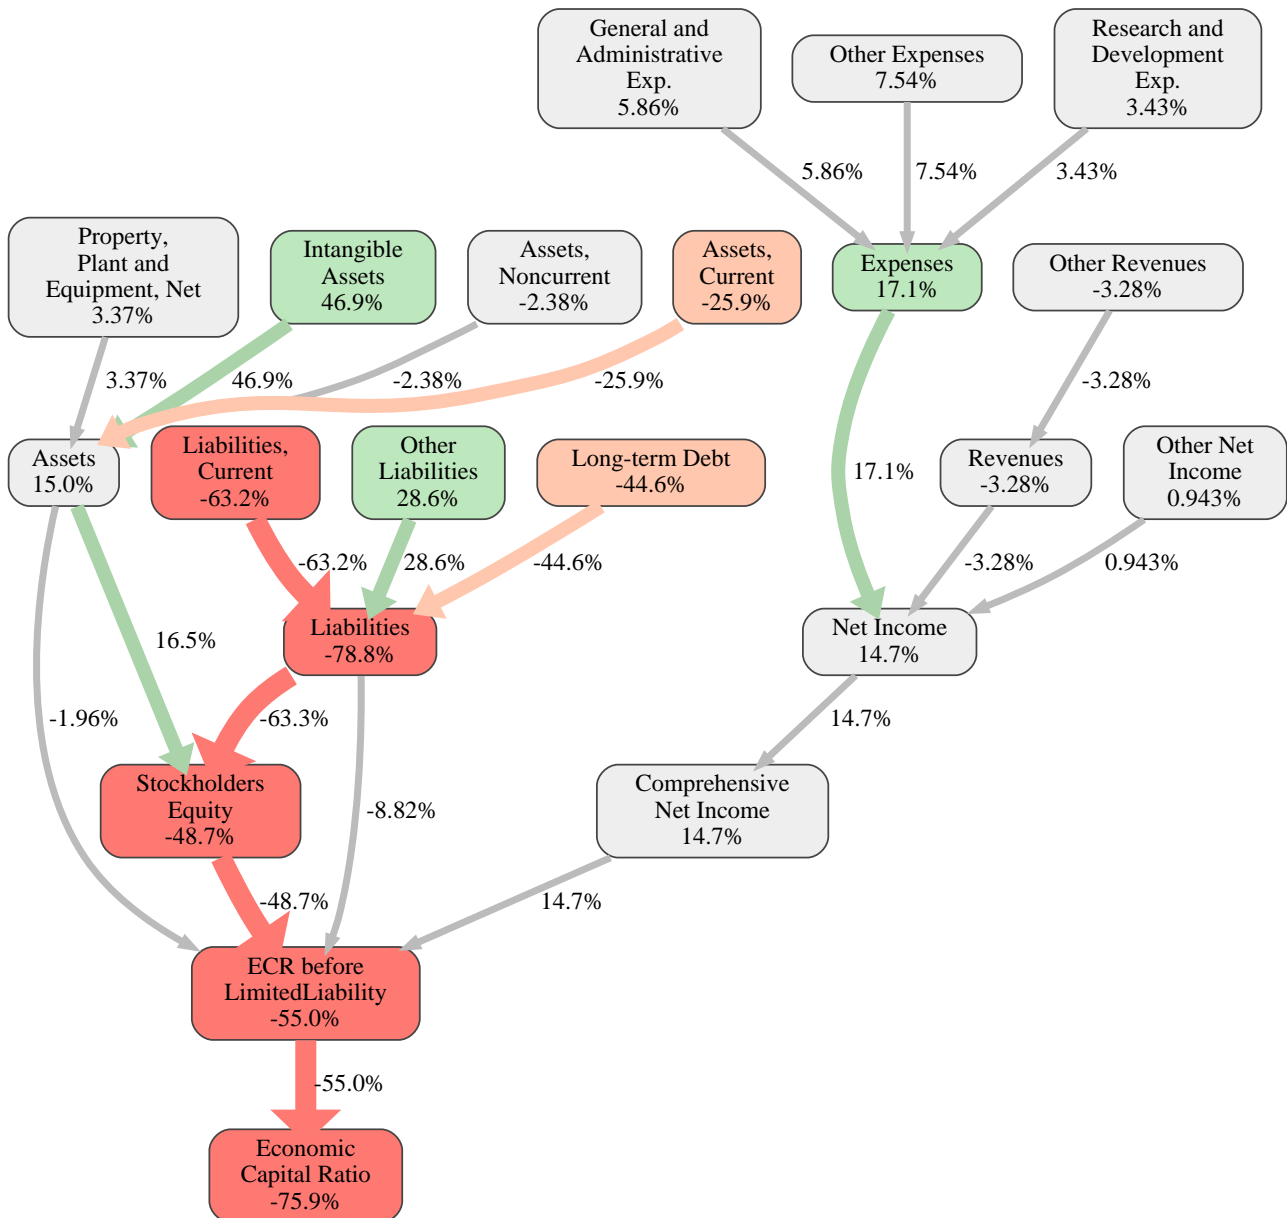 General and
Administrative
Exp.
5.86%
Other Expenses
7.54%
Research and
Development
Exp.
3.43%
5.86%
7.54%
3.43%
Property,
Plant and
Equipment, Net
3.37%
Intangible
Assets
46.9%
Assets,
Noncurrent
-2.38%
Assets,
Current
-25.9%
Expenses
17.1%
Other Revenues
-3.28%
3.37%
46.9%
-2.38%
-25.9%
-3.28%
Assets
15.0%
Liabilities,
Current
-63.2%
Other
Liabilities
28.6%
Long-term Debt
-44.6%
17.1%
Revenues
-3.28%
Other Net
Income
0.943%
-63.2%
28.6%
-44.6%
-3.28%
0.943%
16.5%
Liabilities
-78.8%
Net Income
14.7%
-1.96%
-63.3%
14.7%
Stockholders
Equity
-48.7%
-8.82%
Comprehensive
Net Income
14.7%
-48.7%
14.7%
ECR before
LimitedLiability
-55.0%
-55.0%
Economic
Capital Ratio
-75.9%